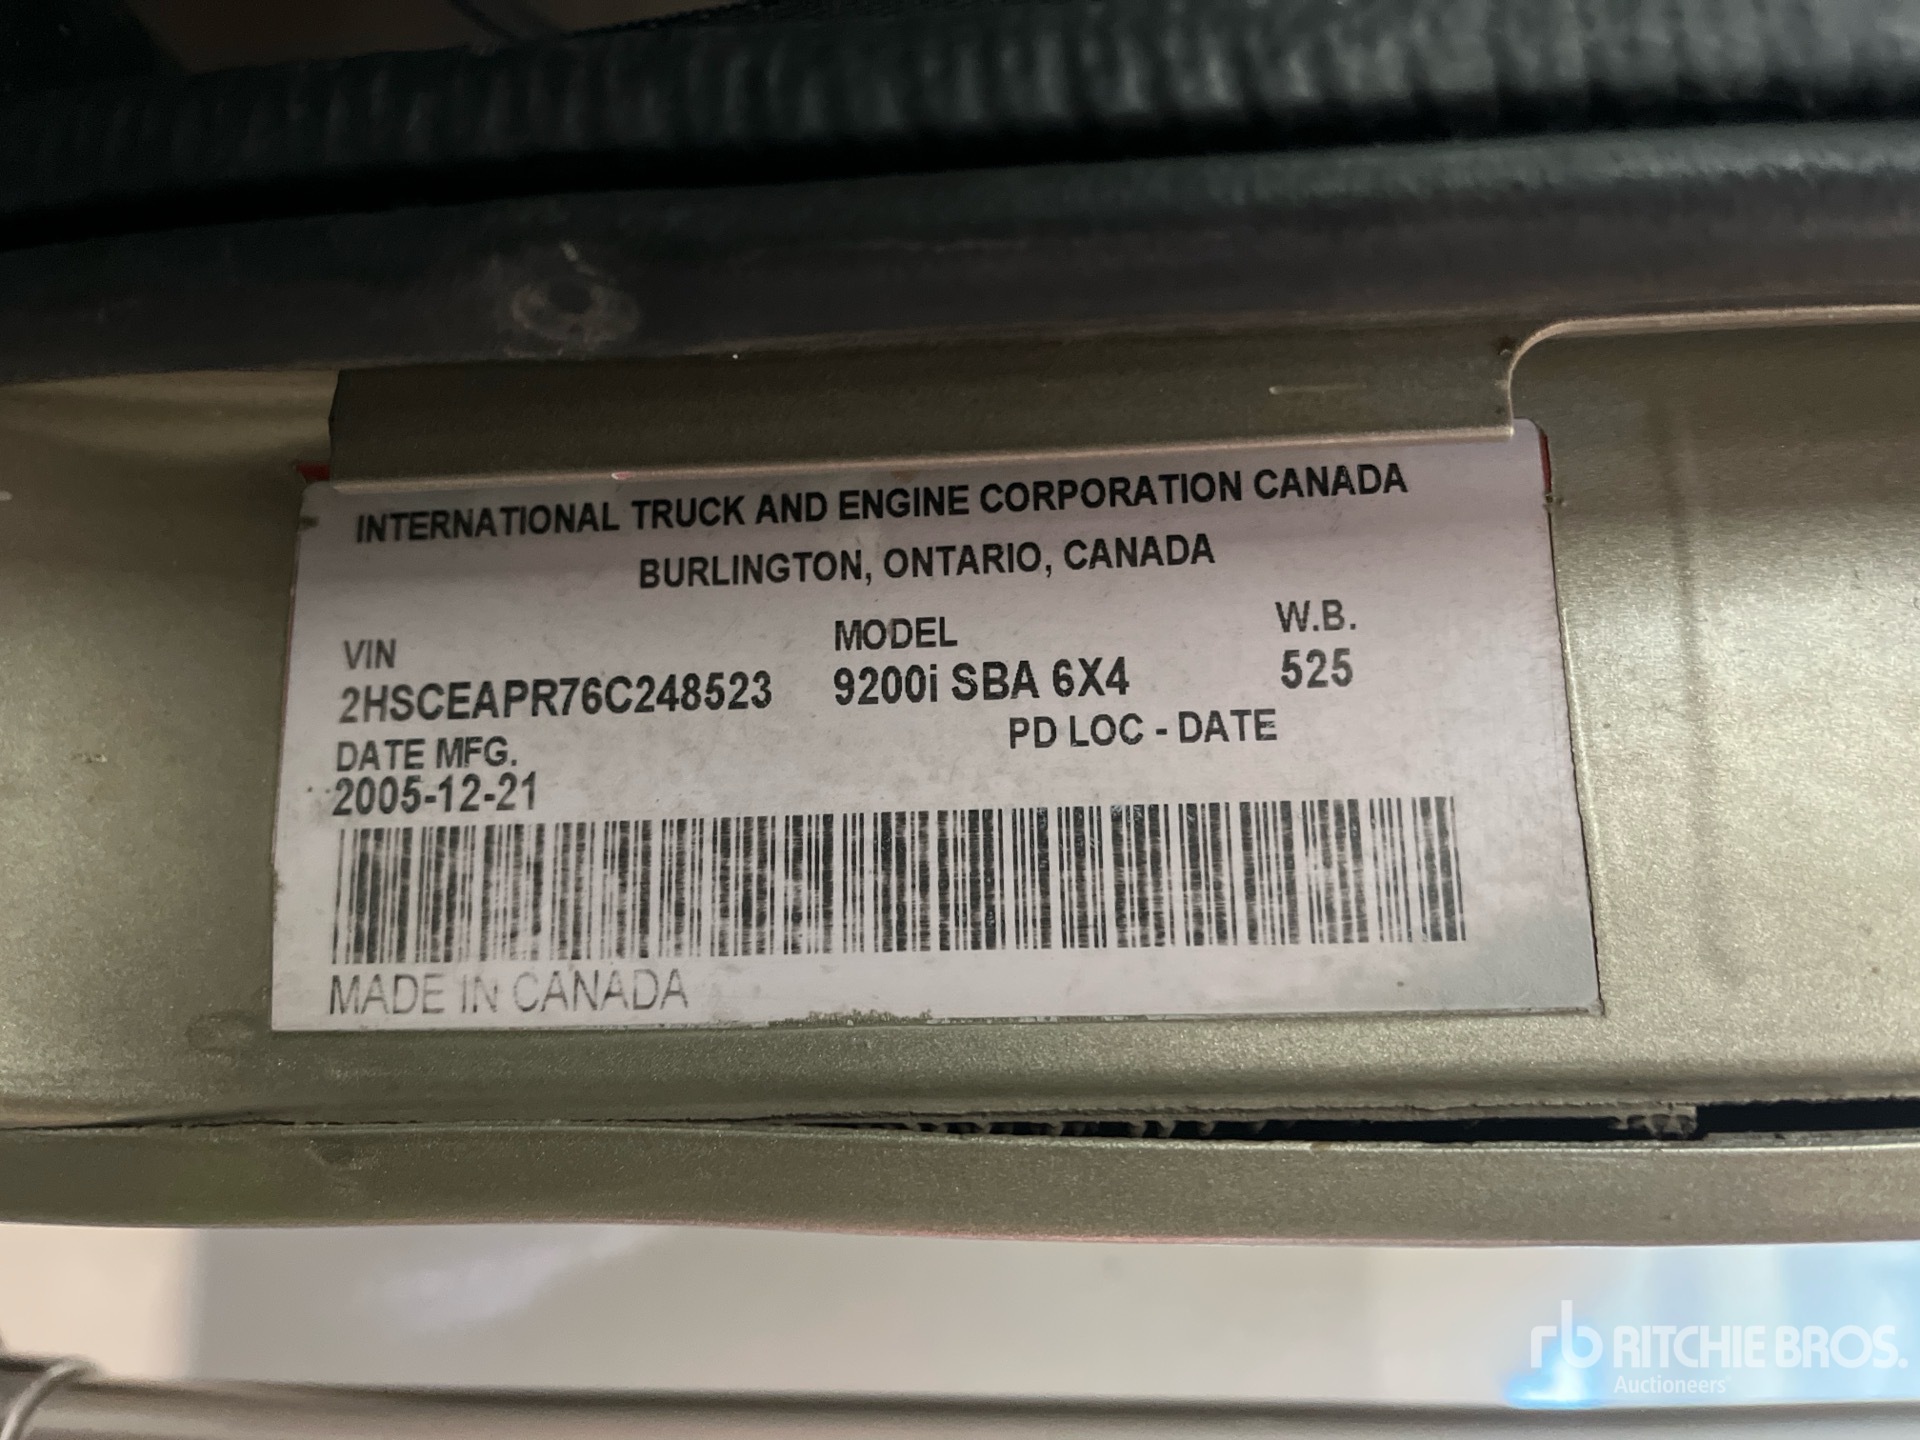 INTERNATIONAL TRUCK AND ENGINE CORPORATION CANADA
BURLINGTON, ONTARIO, CANADA
VIN MODEL W.B.
2HSCEAPR76C248523 9200i SBA 6X4 525
DATE MFG. PD LOC - DATE
2005-12-21
MADE IN CANADA
rb RITCHIE BROS.
Auctioneers